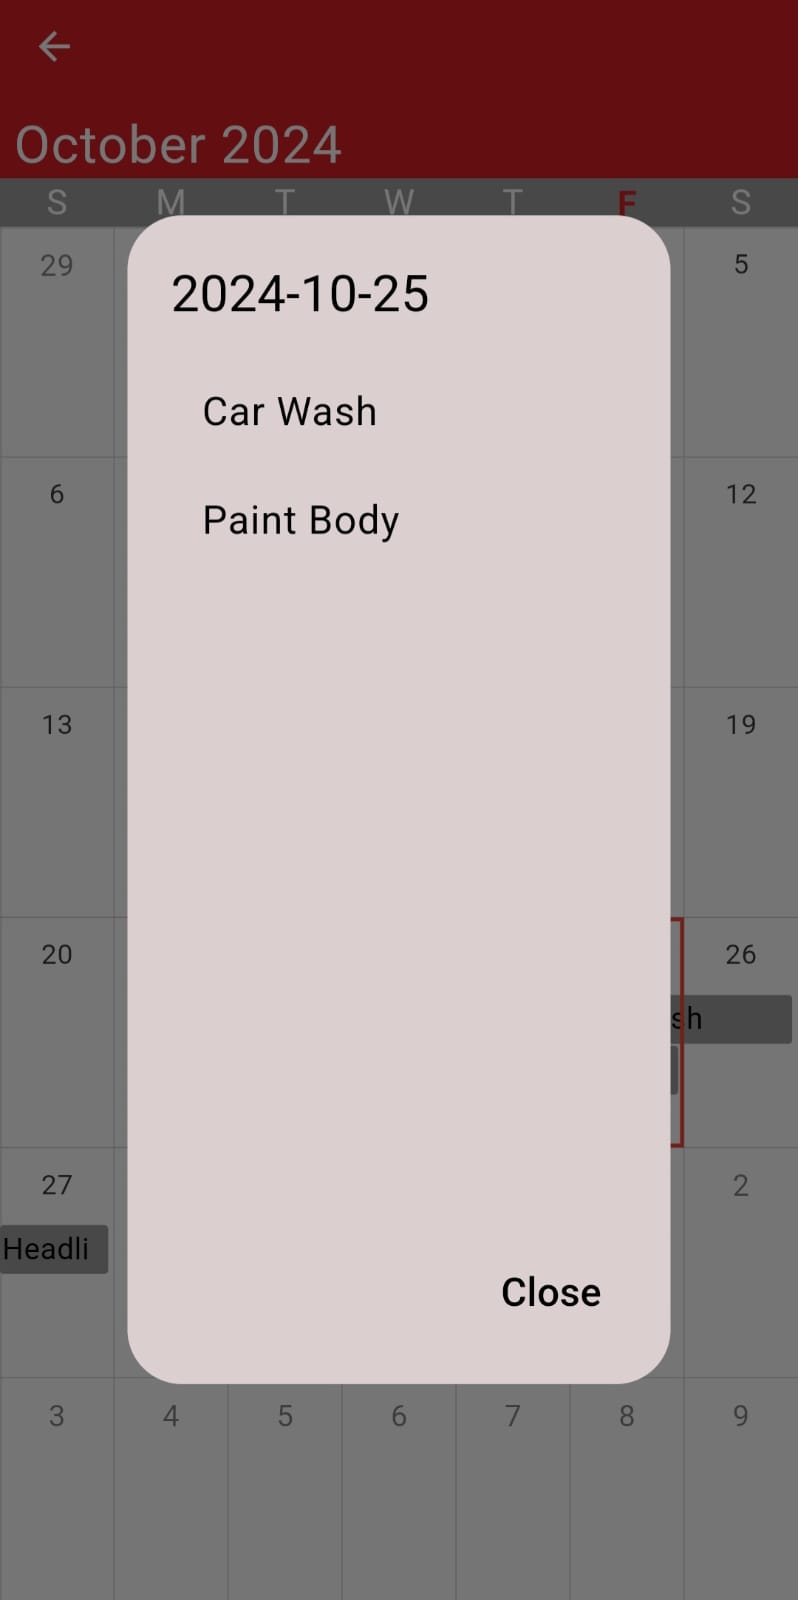 October 2024
S M T W T F S
29 5
2024-10-25
Car Wash
6 12
Paint Body
13 19
20 26
sh
27 2
Headli
Close
3 4 5 6 7 8 9